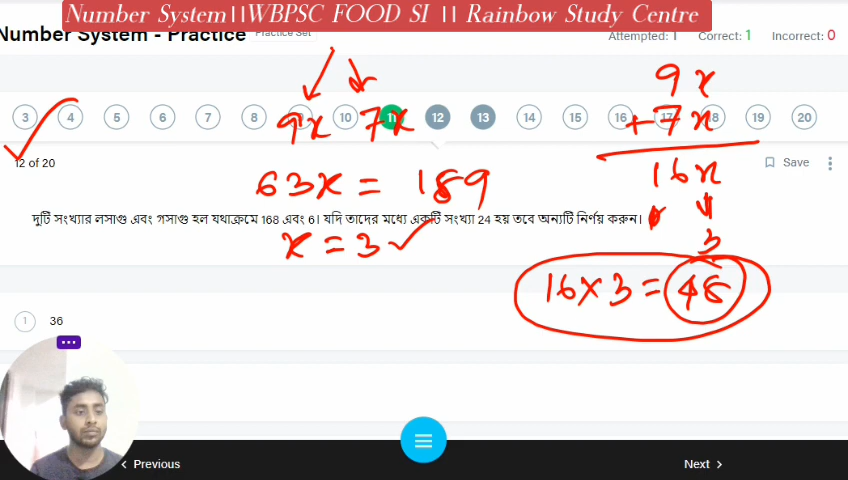 Number System||WBPSC FOOD SI || Rainbow Study Centre
Number System - Practice
Practice Set
Attempted: 1 Correct: 1 Incorrect: 0
3 4 5 6 7 8 9 10 11 12 13 14 15 16 17 18 19 20
9x 7x
9x
+7x
16x
12 of 20
Save
63x = 189
দুটি সংখ্যার লসাগু এবং গসাগু হল যথাক্রমে 168 এবং 6। যদি তাদের মধ্যে একটি সংখ্যা 24 হয় তবে অন্যটি নির্ণয় করুন।
x = 3
3
16x3 = 48
1 36
Previous
Next